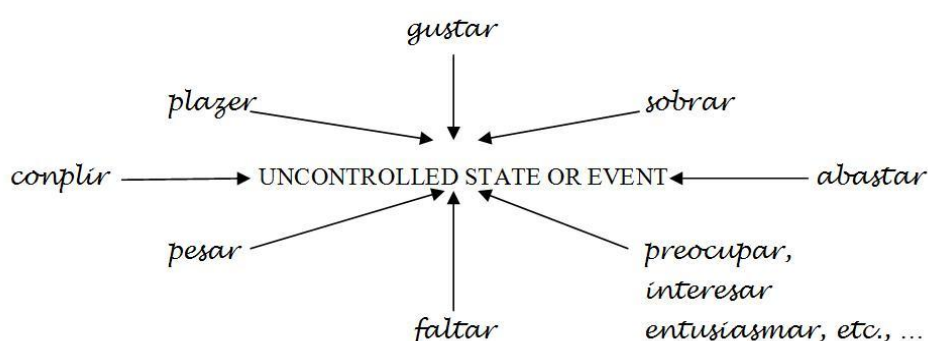 gustar
plazer
sobrar
conplir
UNCONTROLLED STATE OR EVENT
abastar
pesar
preocupar,
interesar
entusiasmar, etc., ...
faltar